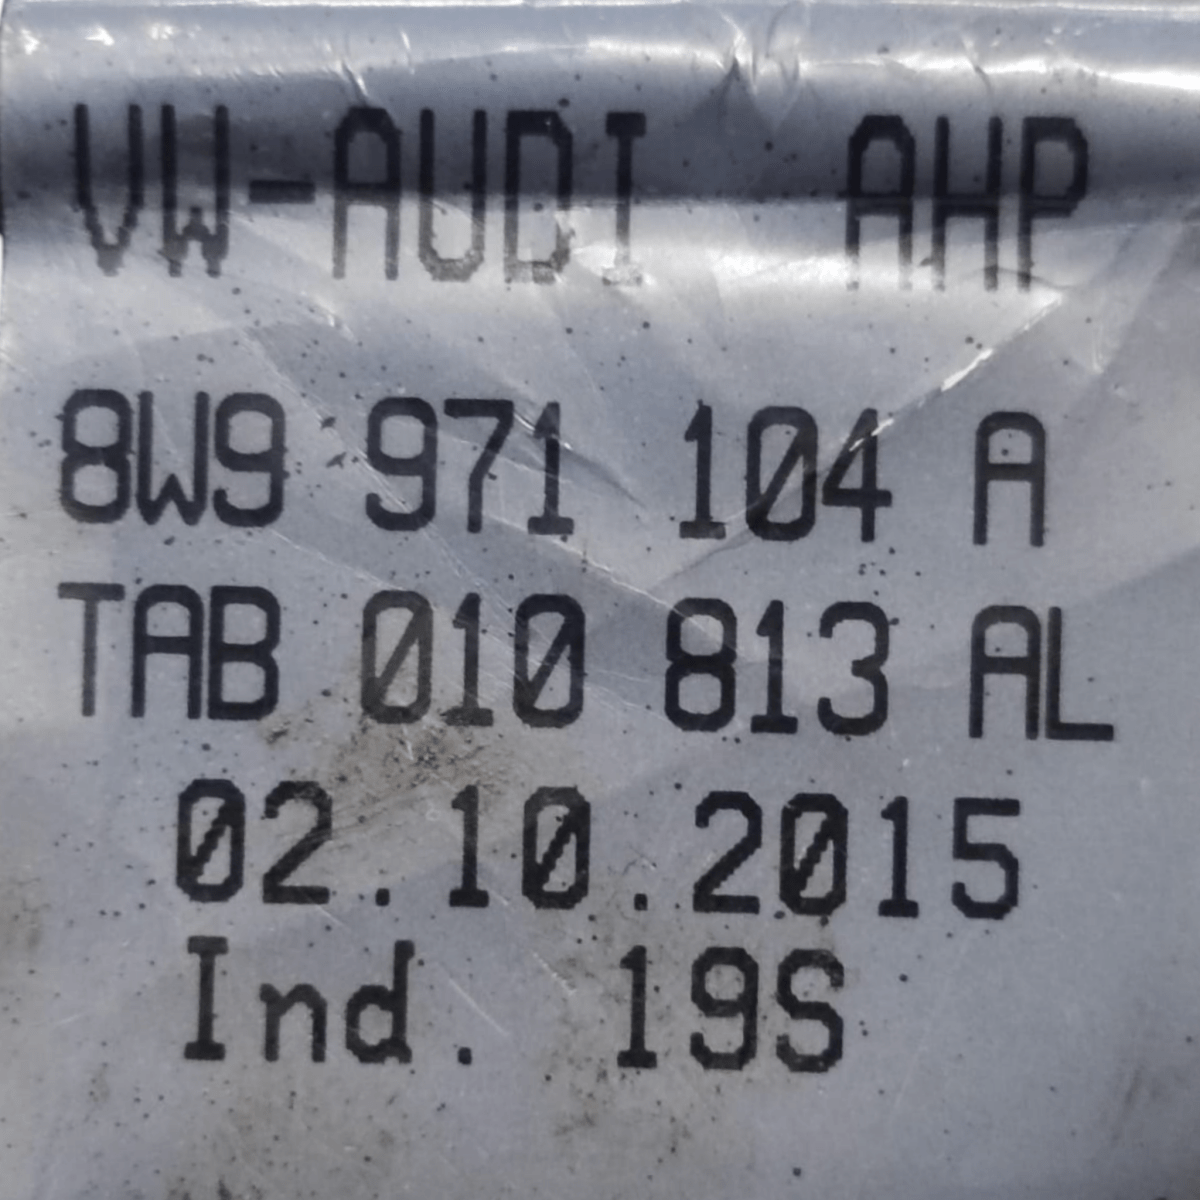 VW-AUDI AHP
8W9 971 104 A
TAB 010 813 AL
02.10.2015
Ind. 19S